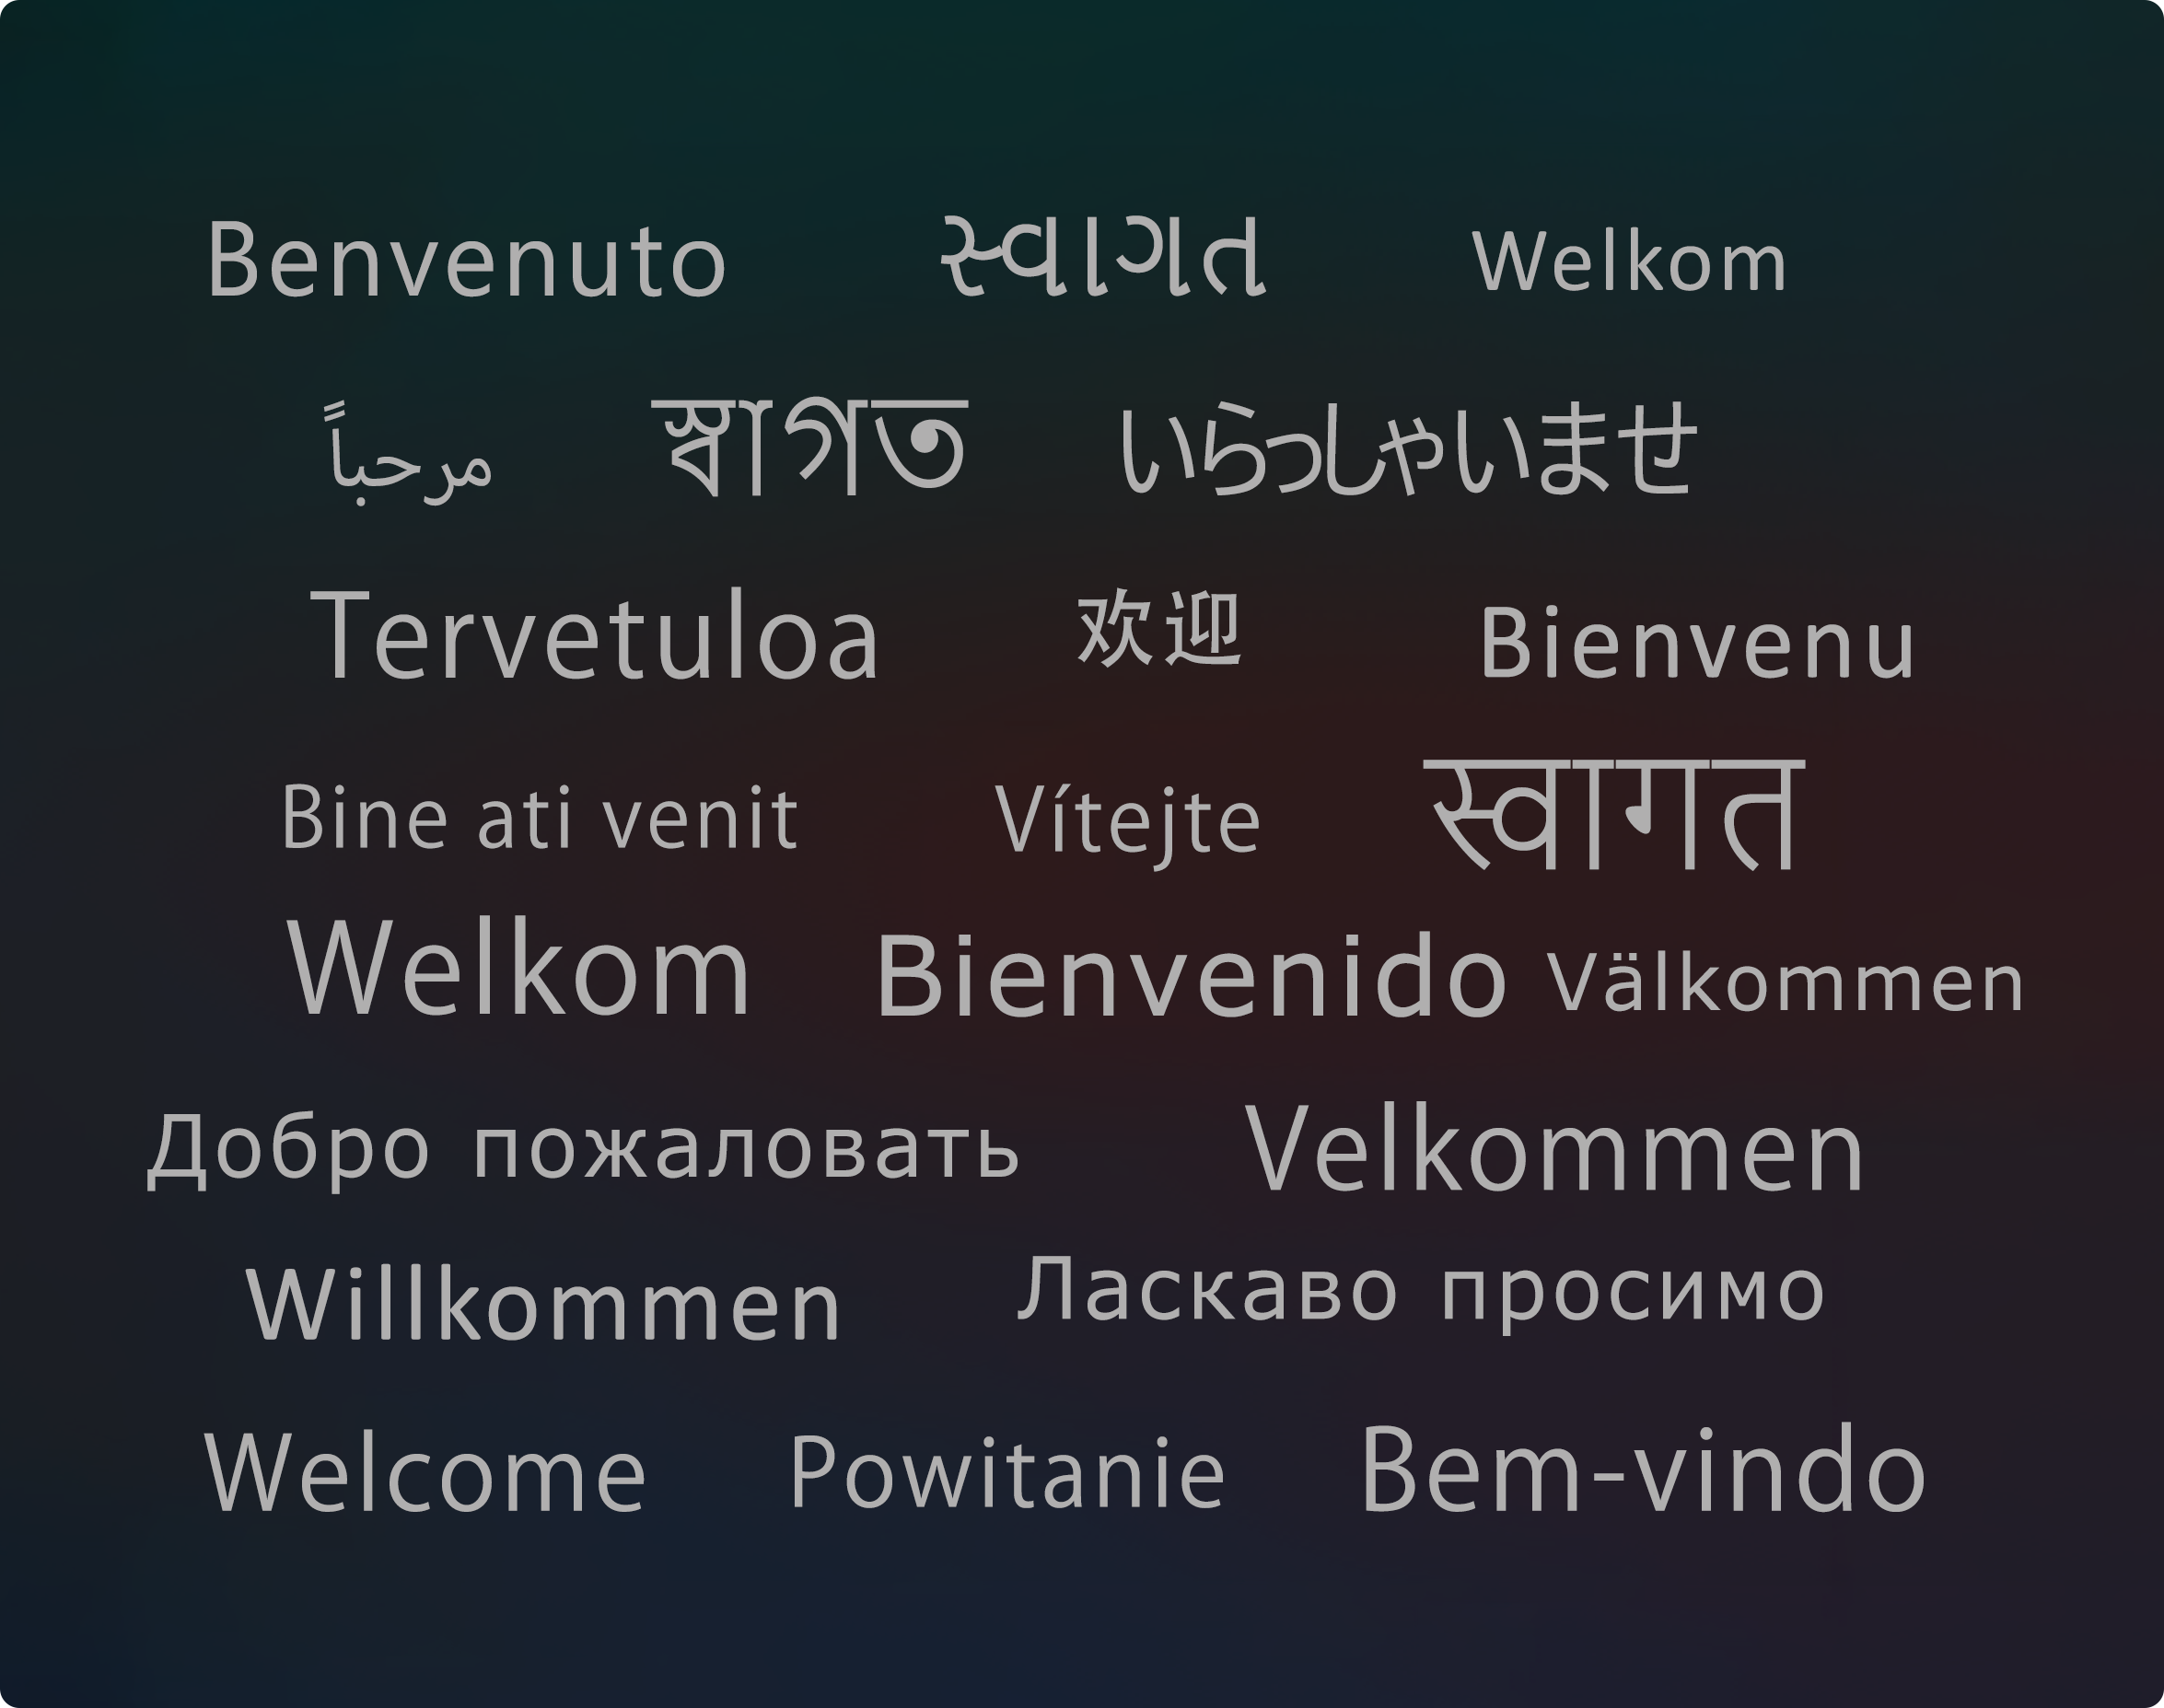 Benvenuto સ્વાગત Welkom
مرحباً স্বাগত いらっしゃいませ
Tervetuloa 欢迎 Bienvenu
Bine ati venit Vítejte स्वागत
Welkom Bienvenido Välkommen
Добро пожаловать Velkommen
Willkommen Ласкаво просимо
Welcome Powitanie Bem-vindo